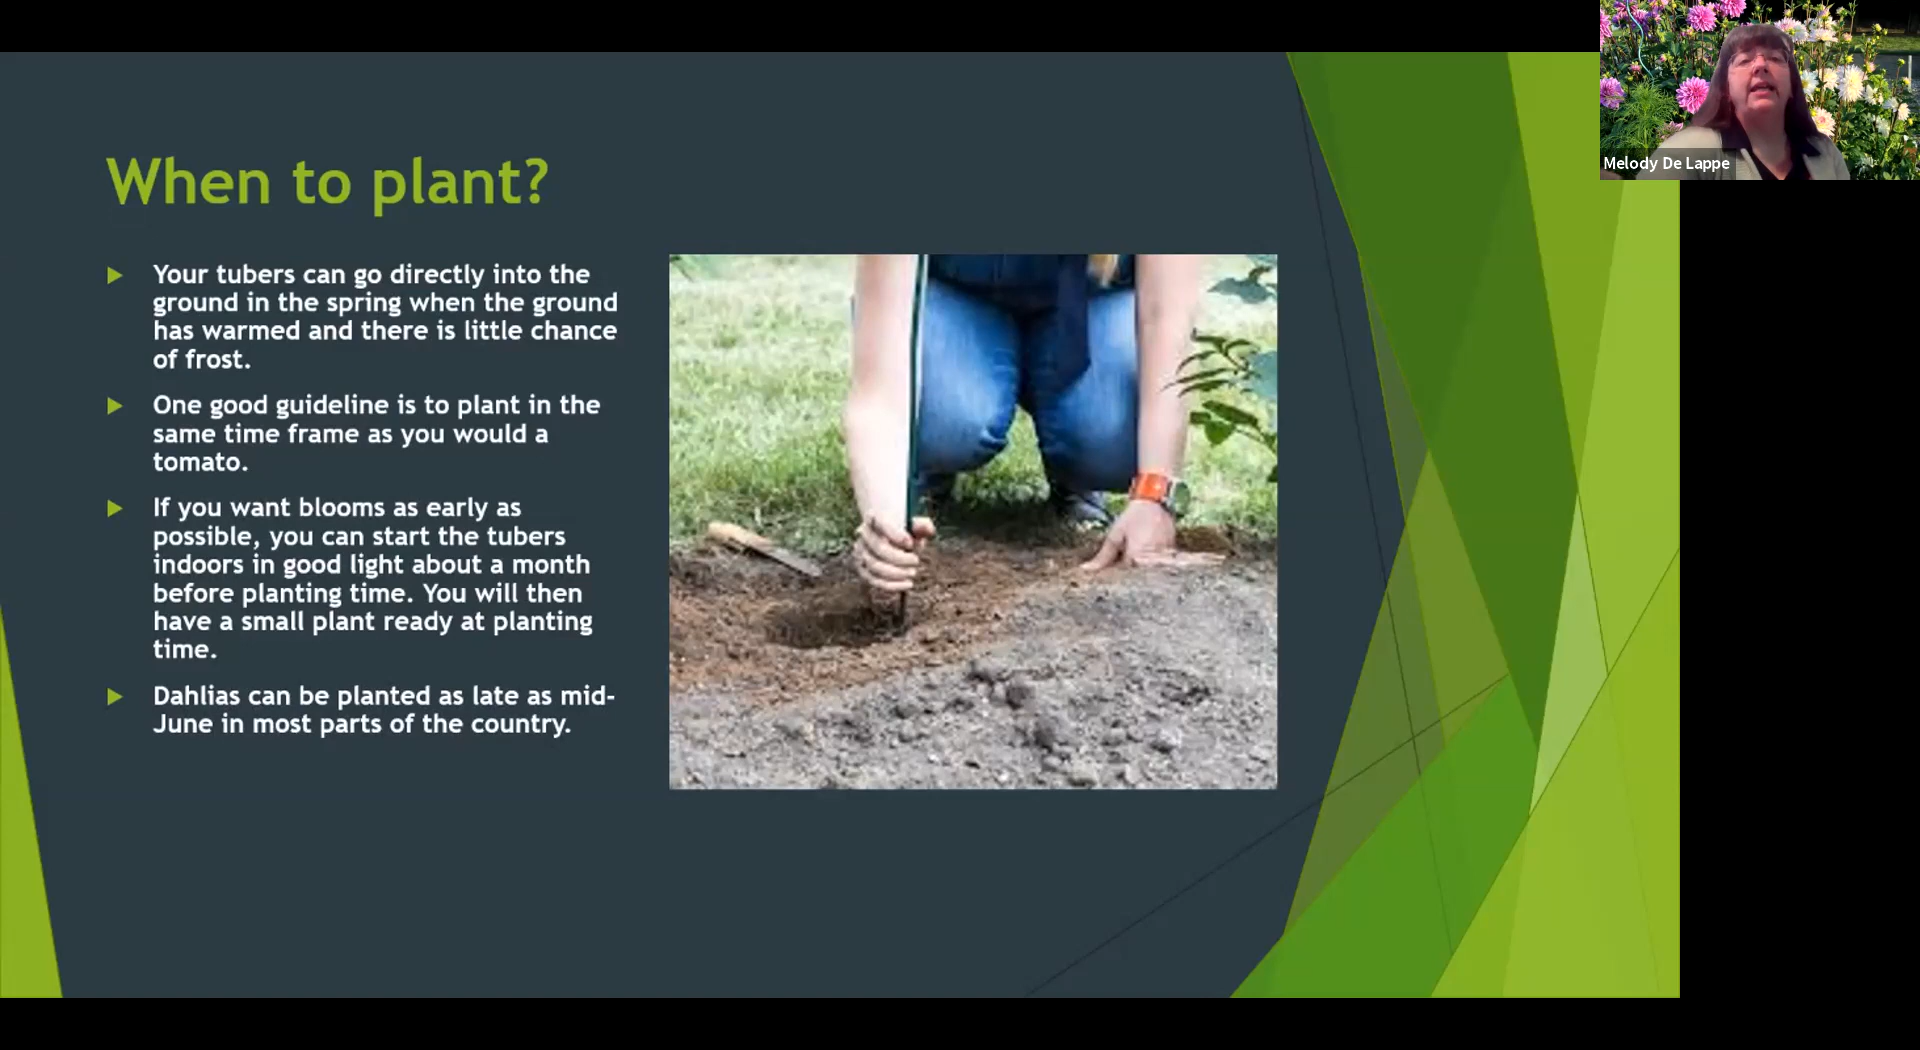 When to plant?
Your tubers can go directly into the
ground in the spring when the ground
has warmed and there is little chance
of frost.
One good guideline is to plant in the
same time frame as you would a
tomato.
If you want blooms as early as
possible, you can start the tubers
indoors in good light about a month
before planting time. You will then
have a small plant ready at planting
time.
Dahlias can be planted as late as mid-
June in most parts of the country.
Melody De Lappe